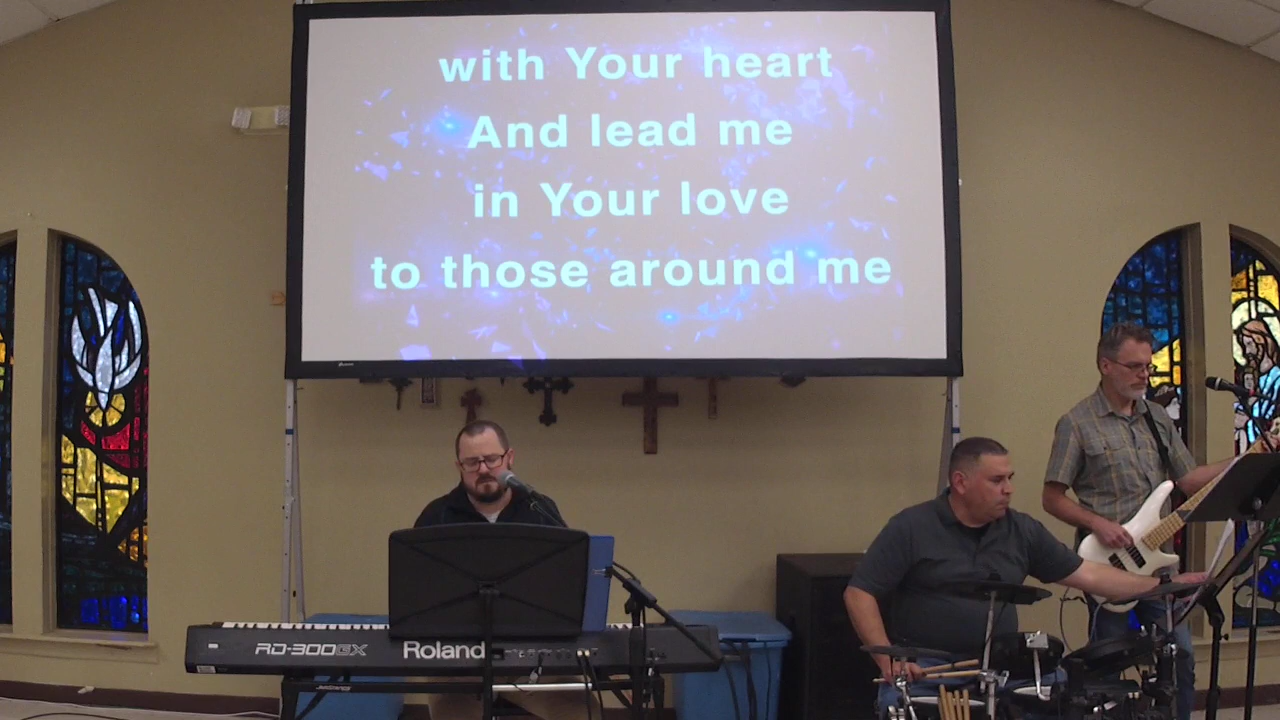 with Your heart
And lead me
in Your love
to those around me
RD-300GX
Roland